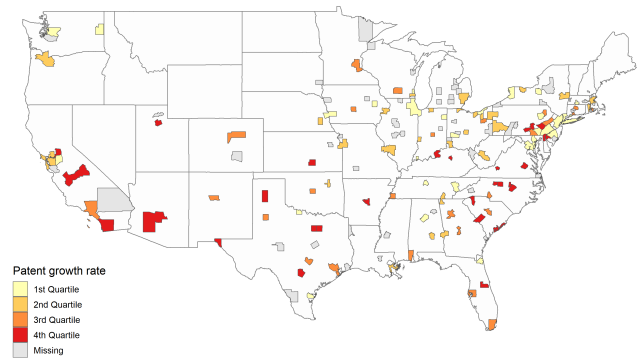 Patent growth rate
1st Quartile
2nd Quartile
3rd Quartile
4th Quartile
Missing